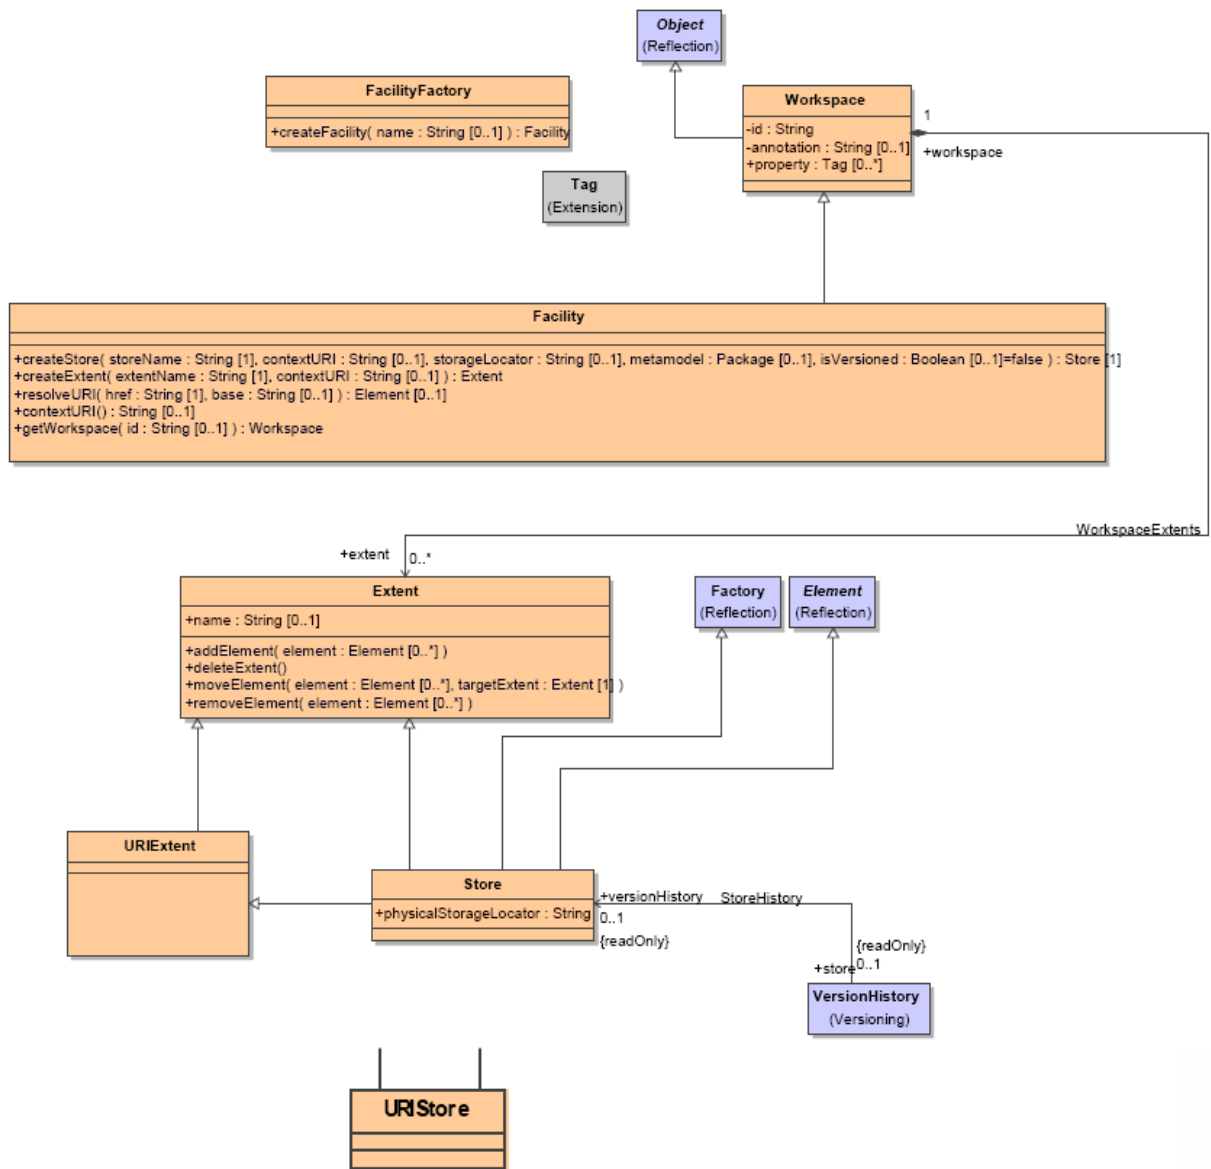 Object
(Reflection)
FacilityFactory
+createFacility( name : String [0..1] ) : Facility
Workspace
-id : String
-annotation : String [0..1]
+property : Tag [0..*]
1
+workspace
Tag
(Extension)
Facility
+createStore( storeName : String [1], contextURI : String [0..1], storageLocator : String [0..1], metamodel : Package [0..1], isVersioned : Boolean [0..1]=false ) : Store [1]
+createExtent( extentName : String [1], contextURI : String [0..1] ) : Extent
+resolveURI( href : String [1], base : String [0..1] ) : Element [0..1]
+contextURI() : String [0..1]
+getWorkspace( id : String [0..1] ) : Workspace
WorkspaceExtents
+extent
0..*
Extent
+name : String [0..1]
+addElement( element : Element [0..*] )
+deleteExtent()
+moveElement( element : Element [0..*], targetExtent : Extent [1] )
+removeElement( element : Element [0..*] )
Factory
(Reflection)
Element
(Reflection)
URIExtent
Store
+physicalStorageLocator : String
+versionHistory
StoreHistory
0..1
{readOnly}
{readOnly}
0..1
+store
VersionHistory
(Versioning)
URIStore